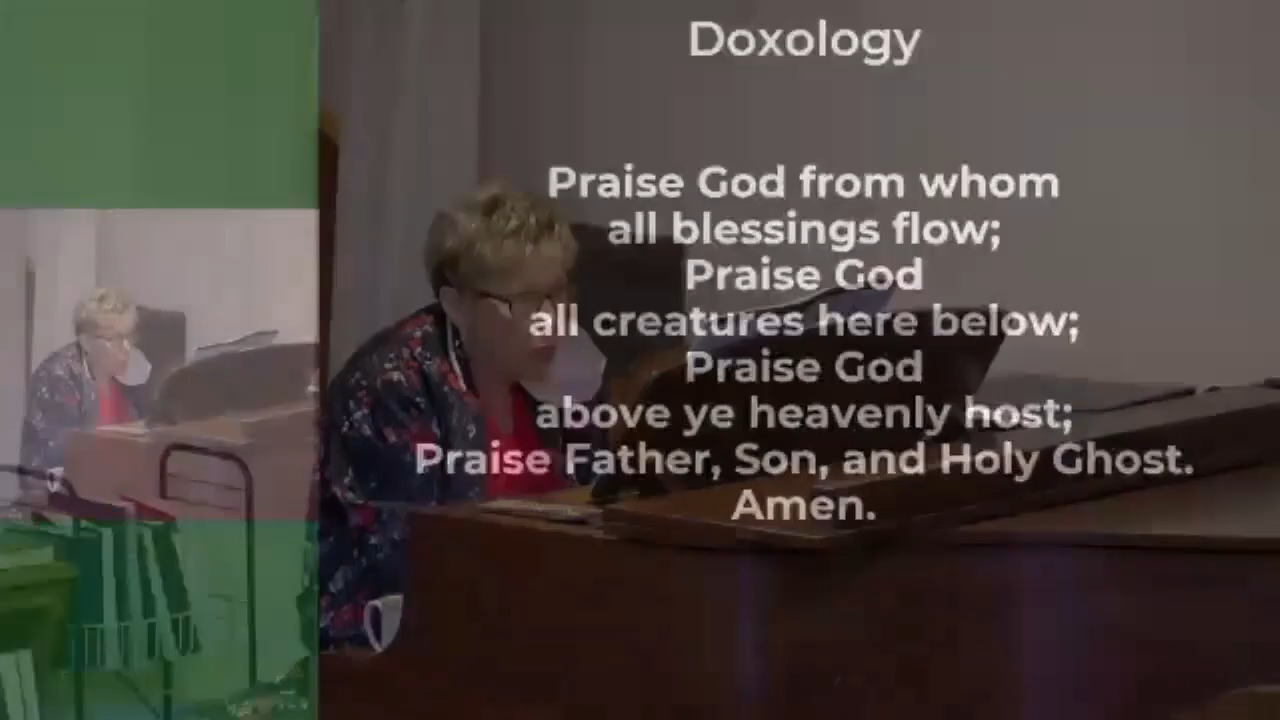 Doxology
Praise God from whom
all blessings flow;
Praise God
all creatures here below;
Praise God
above ye heavenly host;
Praise Father, Son, and Holy Ghost.
Amen.